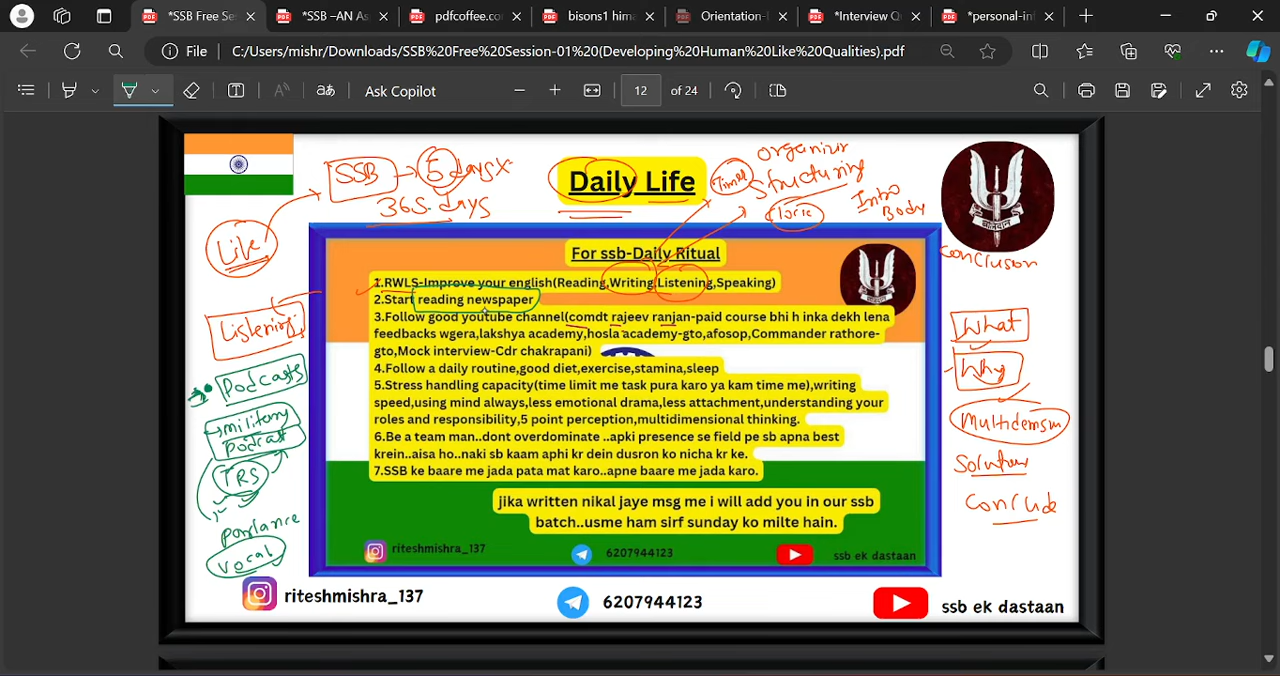 *SSB Free Se
*SSB –AN As
pdfcoffee.co
bisons1 him
Orientation-
*Interview Q
*personal-in
File
C:/Users/mishr/Downloads/SSB%20Free%20Session-01%20(Developing%20Human%20Like%20Qualities).pdf
Ask Copilot
12 of 24
SSB → 5 days x
365 days
Life
Daily Life
Time
organizur
Structuring
Intro
Body
Conclusion
For ssb-Daily Ritual
1.RWLS-Improve your english(Reading,Writing,Listening,Speaking)
2.Start reading newspaper
3.Follow good youtube channel(comdt rajeev ranjan-paid course bhi h inka dekh lena
feedbacks wgera,lakshya academy,hosla academy-gto,afosop,Commander rathore-
gto,Mock interview-Cdr chakrapani)
4.Follow a daily routine,good diet,exercise,stamina,sleep
5.Stress handling capacity(time limit me task pura karo ya kam time me),writing
speed,using mind always,less emotional drama,less attachment,understanding your
roles and responsibility,5 point perception,multidimensional thinking.
6.Be a team man..dont overdominate ..apki presence se field pe sb apna best
krein..aisa ho..naki sb kaam aphi kr dein dusron ko nicha kr ke.
7.SSB ke baare me jada pata mat karo..apne baare me jada karo.
jika written nikal jaye msg me i will add you in our ssb
batch..usme ham sirf sunday ko milte hain.
riteshmishra_137
6207944123
ssb ek dastaan
Listening
Podcasts
military
podcast
TRS
parlance
vocal
What
Why
Solution
Conclude
riteshmishra_137
6207944123
ssb ek dastaan